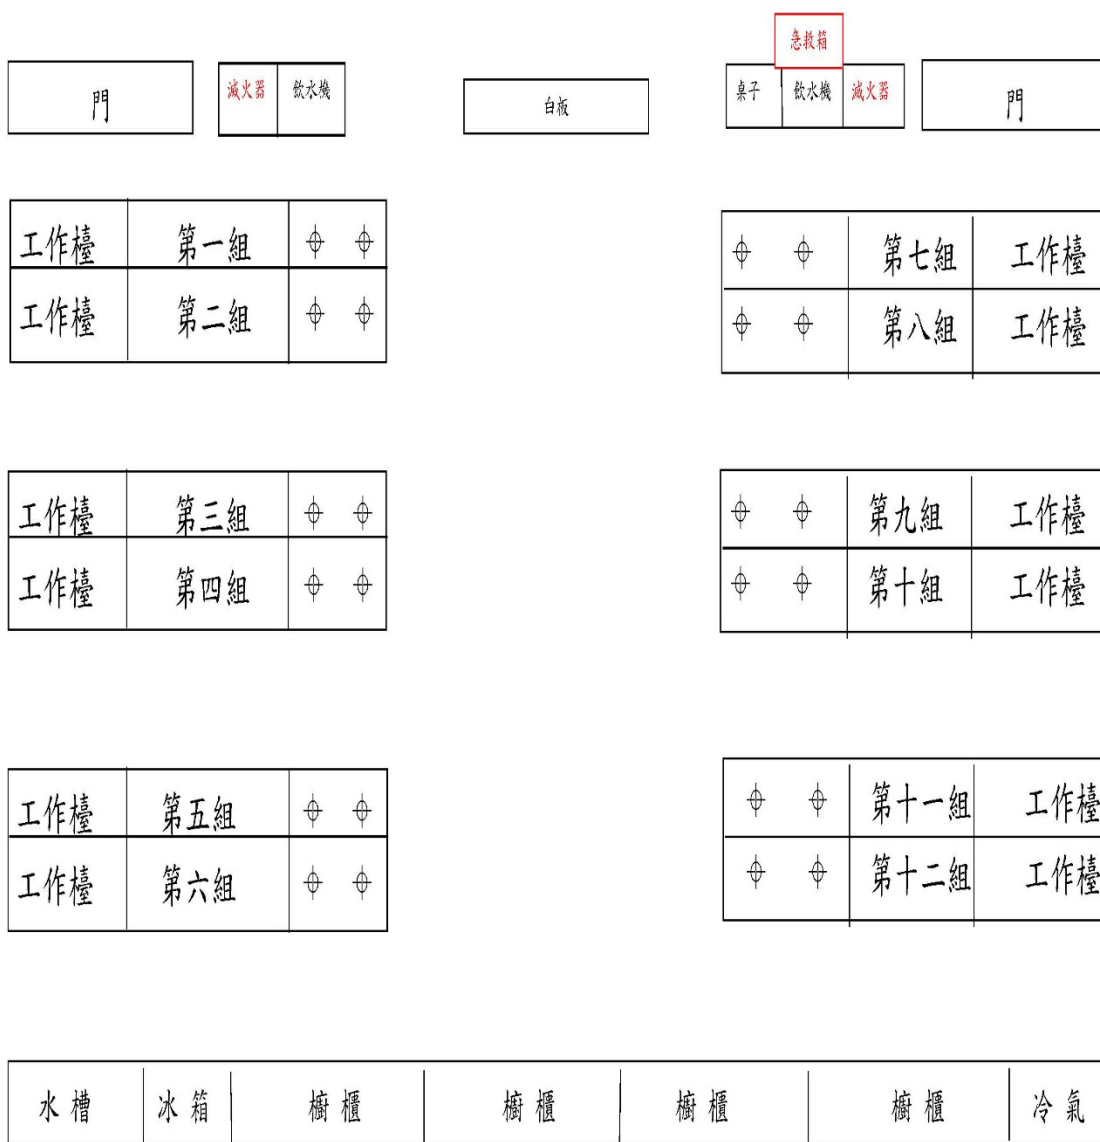 急救箱
門 滅火器 飲水機 白板 桌子 飲水機 滅火器 門
工作檯 第一組 第七組 工作檯
工作檯 第二組 第八組 工作檯
工作檯 第三組 第九組 工作檯
工作檯 第四組 第十組 工作檯
工作檯 第五組 第十一組 工作檯
工作檯 第六組 第十二組 工作檯
水槽 冰箱 櫥櫃 櫥櫃 櫥櫃 櫥櫃 冷氣